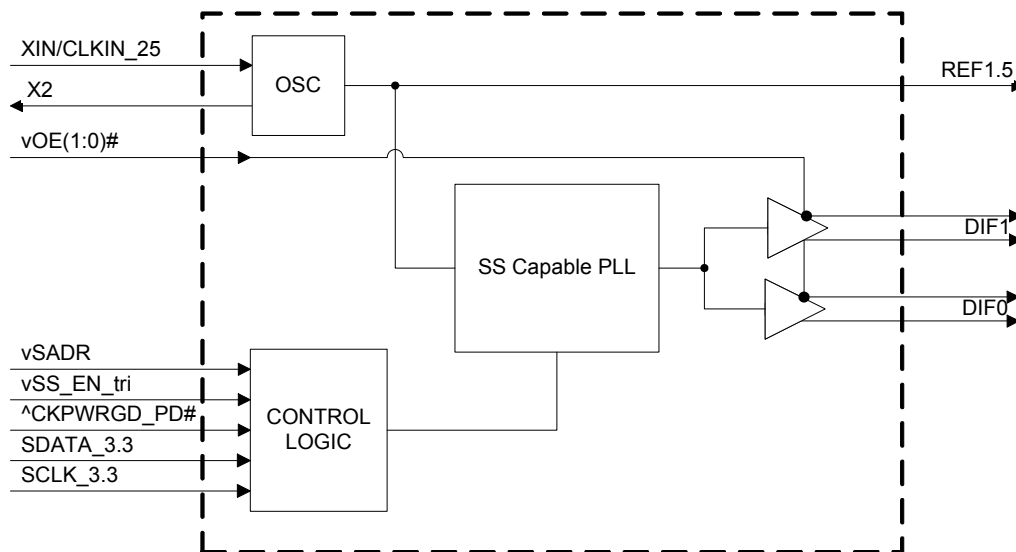 XIN/CLKIN_25
OSC
REF1.5
X2
vOE(1:0)#
DIF1
SS Capable PLL
DIF0
vSADR
vSS_EN_tri
^CKPWRGD_PD#
CONTROL
LOGIC
SDATA_3.3
SCLK_3.3